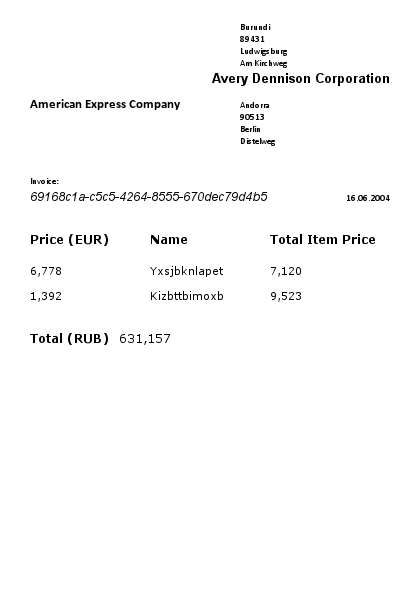 Burundi
89431
Ludwigsburg
Am Kirchweg
Avery Dennison Corporation
American Express Company
Andorra
90513
Berlin
Distelweg
Invoice:
69168c1a-c5c5-4264-8555-670dec79d4b5
16.06.2004
Price (EUR) Name Total Item Price
6,778 Yxsjbknlapet 7,120
1,392 Kizbttbimoxb 9,523
Total (RUB) 631,157